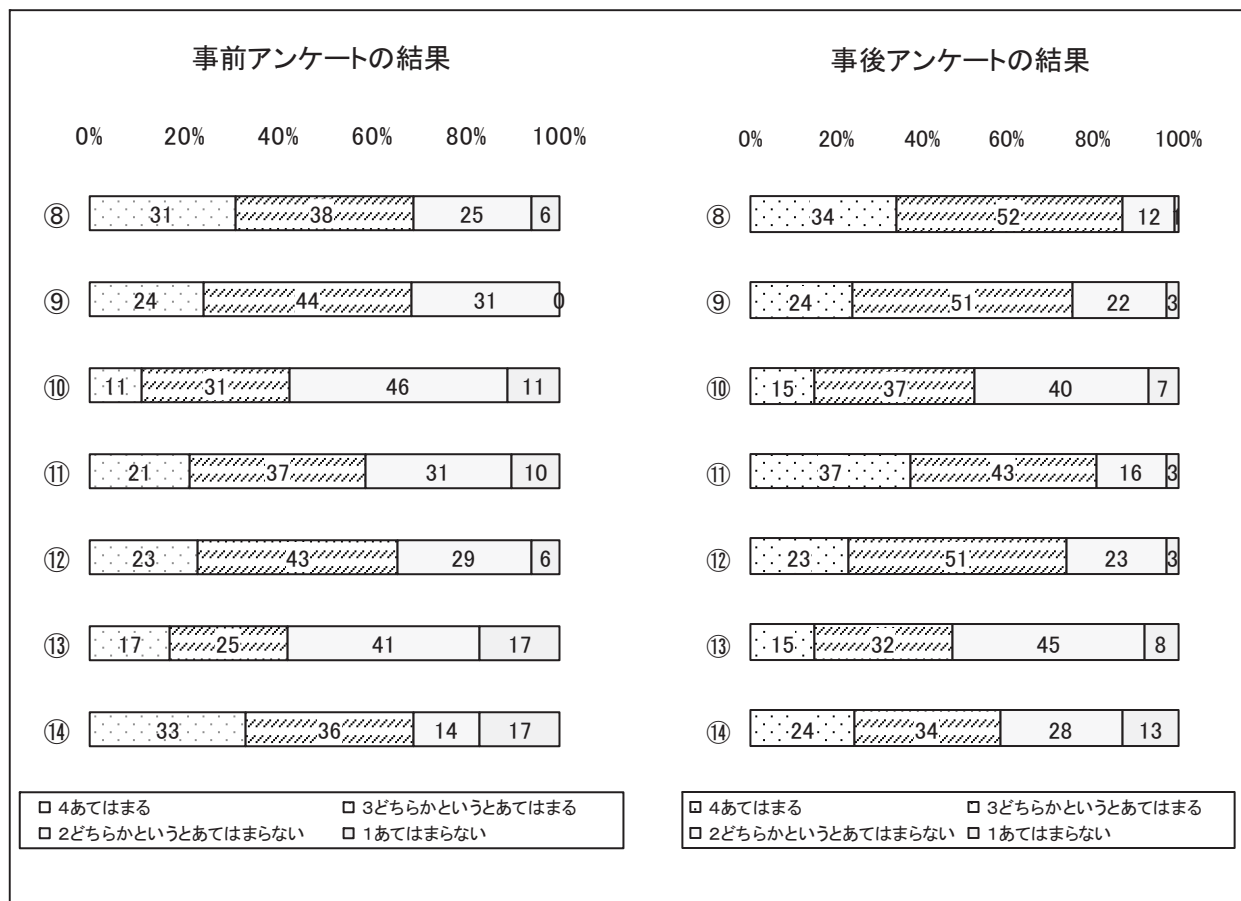 事前アンケートの結果
0% 20% 40% 60% 80% 100%
⑧ 31 38 25 6
⑨ 24 44 31 0
⑩ 11 31 46 11
⑪ 21 37 31 10
⑫ 23 43 29 6
⑬ 17 25 41 17
⑭ 33 36 14 17
4あてはまる 3どちらかというとあてはまる
2どちらかというとあてはまらない 1あてはまらない
事後アンケートの結果
0% 20% 40% 60% 80% 100%
⑧ 34 52 12 1
⑨ 24 51 22 3
⑩ 15 37 40 7
⑪ 37 43 16 3
⑫ 23 51 23 3
⑬ 15 32 45 8
⑭ 24 34 28 13
4あてはまる 3どちらかというとあてはまる
2どちらかというとあてはまらない 1あてはまらない